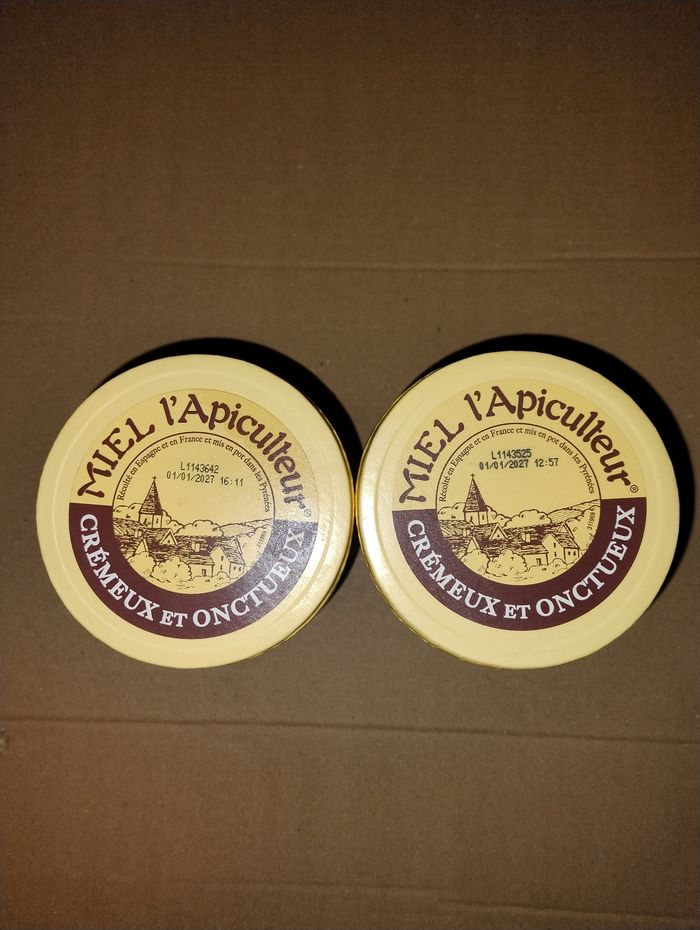 MIEL l'Apiculteur®
Récolté en Espagne et en France et mis en pot dans les Pyrénées
L1143642
01/01/2027 16:11
CRÉMEUX ET ONCTUEUX
MIEL l'Apiculteur®
Récolté en Espagne et en France et mis en pot dans les Pyrénées
L1143525
01/01/2027 12:57
CRÉMEUX ET ONCTUEUX